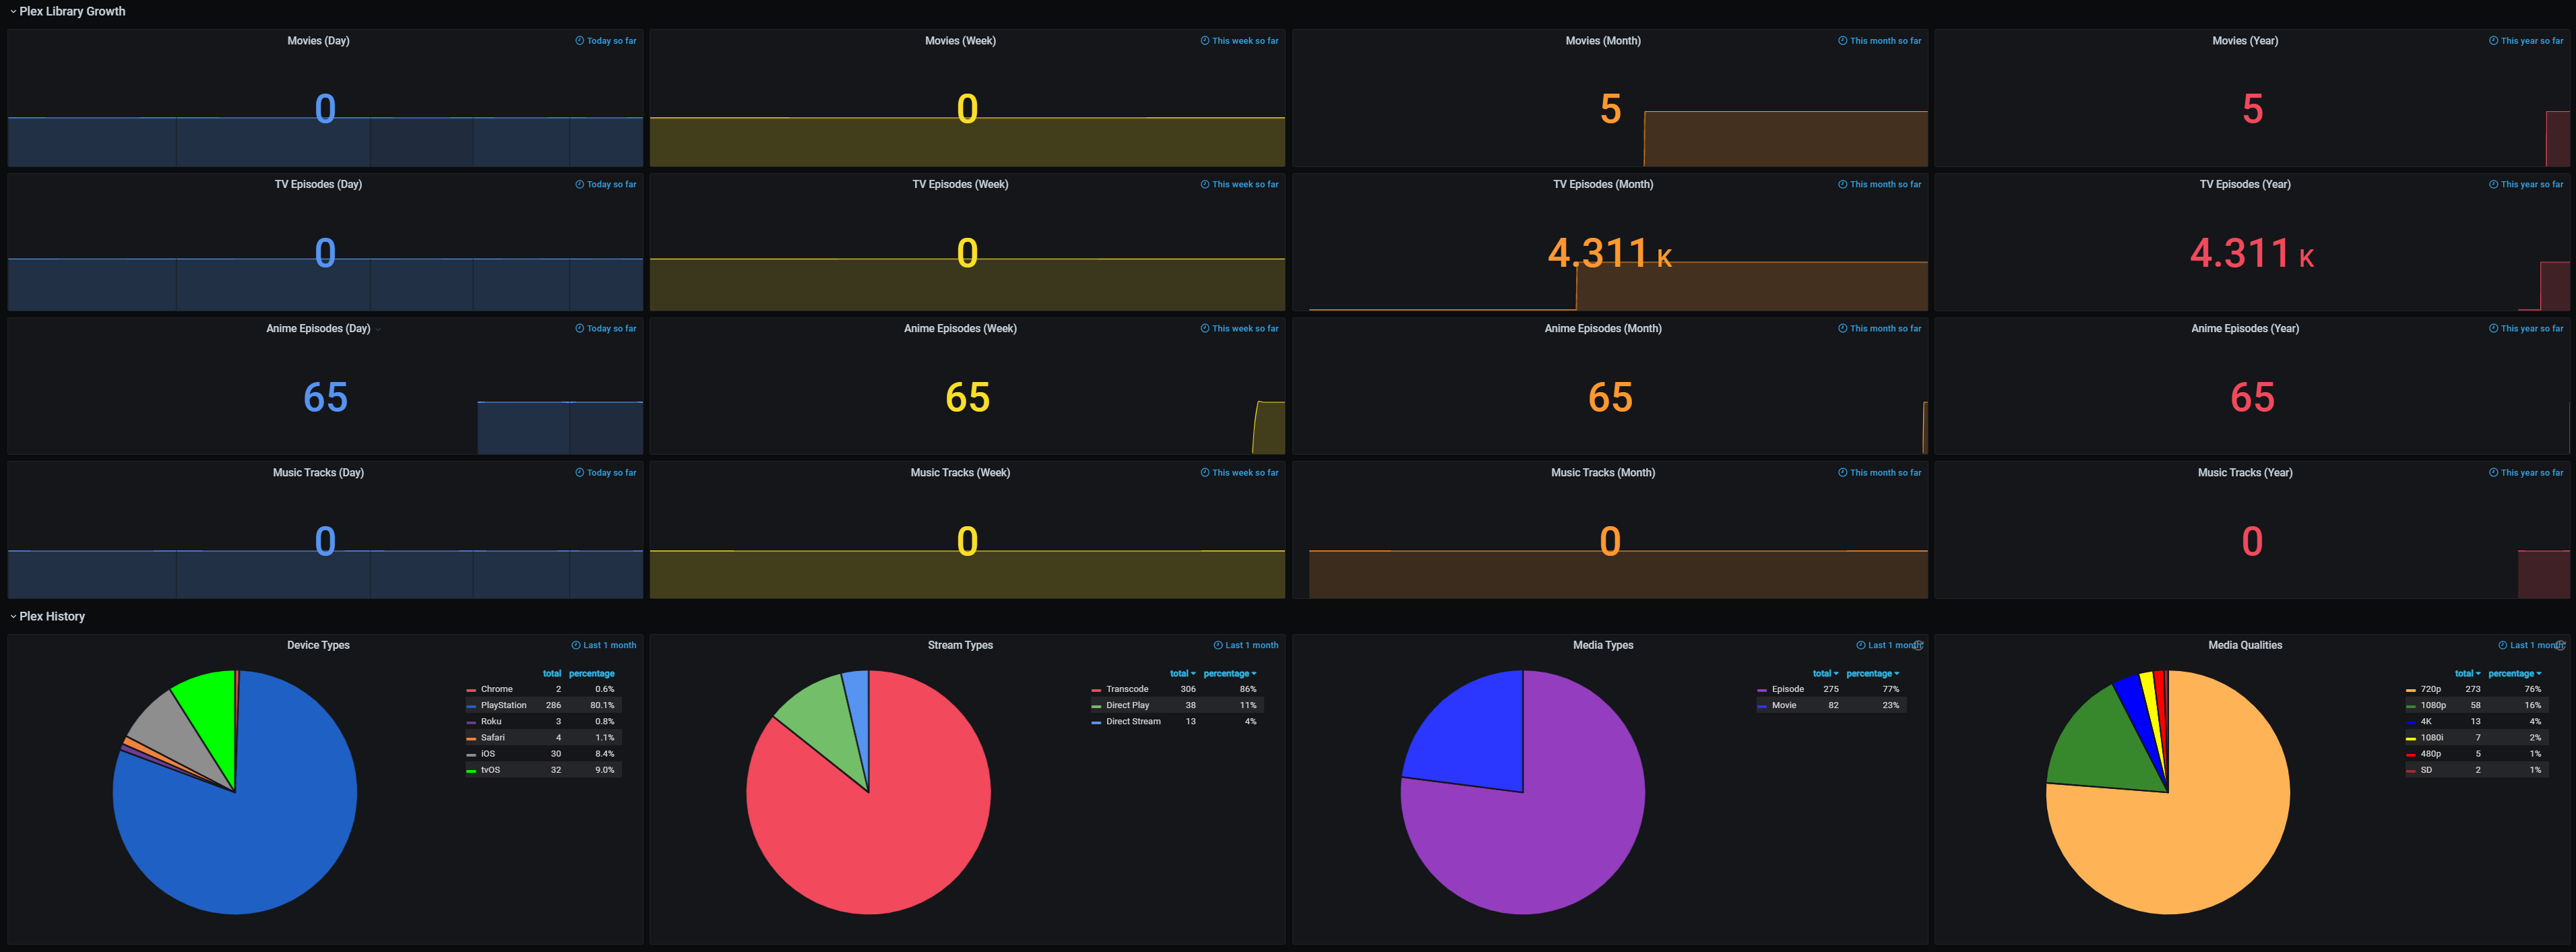 Plex Library Growth
Movies (Day) Today so far
0
Movies (Week) This week so far
0
Movies (Month) This month so far
5
Movies (Year) This year so far
5
TV Episodes (Day) Today so far
0
TV Episodes (Week) This week so far
0
TV Episodes (Month) This month so far
4.311 K
TV Episodes (Year) This year so far
4.311 K
Anime Episodes (Day) Today so far
65
Anime Episodes (Week) This week so far
65
Anime Episodes (Month) This month so far
65
Anime Episodes (Year) This year so far
65
Music Tracks (Day) Today so far
0
Music Tracks (Week) This week so far
0
Music Tracks (Month) This month so far
0
Music Tracks (Year) This year so far
0
Plex History
Device Types Last 1 month
total percentage
Chrome 2 0.6%
PlayStation 286 80.1%
Roku 3 0.8%
Safari 4 1.1%
iOS 30 8.4%
tvOS 32 9.0%
Stream Types Last 1 month
total percentage
Transcode 306 86%
Direct Play 38 11%
Direct Stream 13 4%
Media Types Last 1 month
total percentage
Episode 275 77%
Movie 82 23%
Media Qualities Last 1 month
total percentage
720p 273 76%
1080p 58 16%
4K 13 4%
1080i 7 2%
480p 5 1%
SD 2 1%